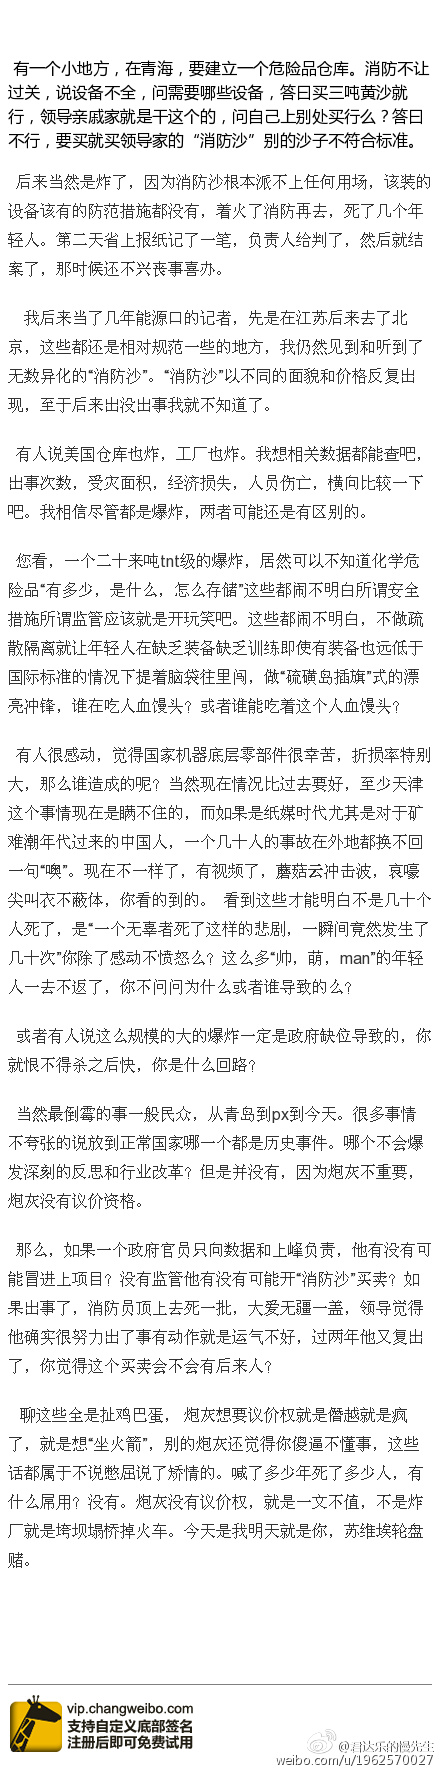 有一个小地方，在青海，要建立一个危险品仓库。消防不让
过关，说设备不全，问需要哪些设备，答曰买三吨黄沙就
行，领导亲戚家就是干这个的，问自己上别处买行么？答曰
不行，要买就买领导家的“消防沙”别的沙子不符合标准。
后来当然是炸了，因为消防沙根本派不上任何用场，该装的
设备该有的防范措施都没有，着火了消防再去，死了几个年
轻人。第二天省上报纸记了一笔，负责人给判了，然后就结
案了，那时候还不兴丧事喜办。
我后来当了几年能源口的记者，先是在江苏后来去了北
京，这些都还是相对规范一些的地方，我仍然见到和听到了
无数异化的“消防沙”。“消防沙”以不同的面貌和价格反复出
现，至于后来出没出事我就不知道了。
有人说美国仓库也炸，工厂也炸。我想相关数据都能查吧，
出事次数，受灾面积，经济损失，人员伤亡，横向比较一下
吧。我相信尽管都是爆炸，两者可能还是有区别的。
您看，一个二十来吨tnt级的爆炸，居然可以不知道化学危
险品“有多少，是什么，怎么存储”这些都闹不明白所谓安全
措施所谓监管应该就是开玩笑吧。这些都闹不明白，不做疏
散隔离就让年轻人在缺乏装备缺乏训练即使有装备也远低于
国际标准的情况下提着脑袋往里闯，做“硫磺岛插旗”式的漂
亮冲锋，谁在吃人血馒头？或者谁能吃着这个人血馒头？
有人很感动，觉得国家机器底层零部件很幸苦，折损率特别
大，那么谁造成的呢？当然现在情况比过去要好，至少天津
这个事情现在是瞒不住的，而如果是纸媒时代尤其是对于矿
难潮年代过来的中国人，一个几十人的事故在外地都换不回
一句“噢”。现在不一样了，有视频了，蘑菇云冲击波，哀嚎
尖叫衣不蔽体，你看的到的。 看到这些才能明白不是几十个
人死了，是“一个无辜者死了这样的悲剧，一瞬间竟然发生了
几十次”你除了感动不愤怒么？这么多“帅，萌，man”的年轻
人一去不返了，你不问问为什么或者谁导致的么？
或者有人说这么规模的大的爆炸一定是政府缺位导致的，你
就恨不得杀之后快，你是什么回路？
当然最倒霉的事一般民众，从青岛到px到今天。很多事情
不夸张的说放到正常国家哪一个都是历史事件。哪个不会爆
发深刻的反思和行业改革？但是并没有，因为炮灰不重要，
炮灰没有议价资格。
那么，如果一个政府官员只向数据和上峰负责，他有没有可
能冒进上项目？没有监管他有没有可能开“消防沙”买卖？如
果出事了，消防员顶上去死一批，大爱无疆一盖，领导觉得
他确实很努力出了事有动作就是运气不好，过两年他又复出
了，你觉得这个买卖会不会有后来人？
聊这些全是扯鸡巴蛋， 炮灰想要议价权就是僭越就是疯
了，就是想“坐火箭”，别的炮灰还觉得你傻逼不懂事，这些
话都属于不说憋屈说了矫情的。喊了多少年死了多少人，有
什么屌用？没有。炮灰没有议价权，就是一文不值，不是炸
厂就是垮坝塌桥掉火车。今天是我明天就是你，苏维埃轮盘
赌。
vip.changweibo.com
支持自定义底部签名
注册后即可免费试用
@君达乐的慢先生
weibo.com/u/1962570027